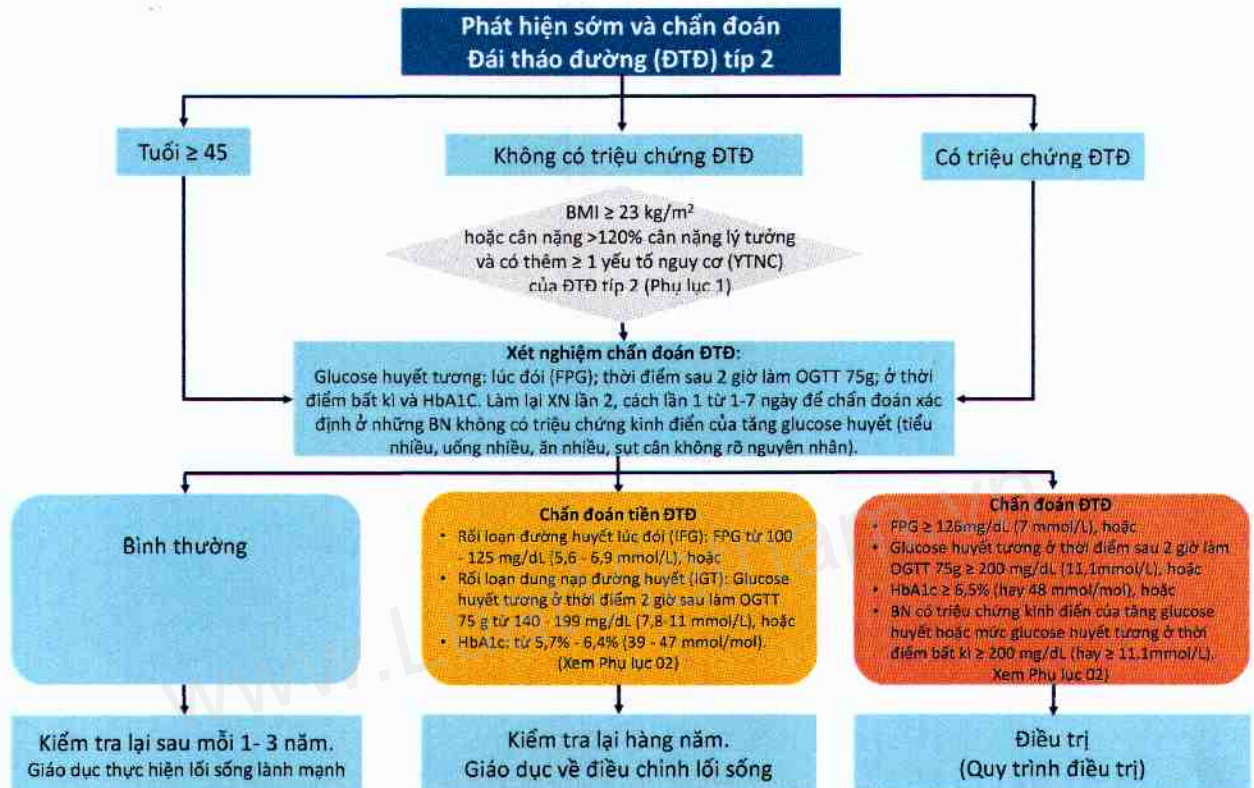 Phát hiện sớm và chẩn đoán
Đái tháo đường (ĐTĐ) típ 2
Tuổi ≥ 45
Không có triệu chứng ĐTĐ
Có triệu chứng ĐTĐ
BMI ≥ 23 kg/m²
hoặc cân nặng >120% cân nặng lý tưởng
và có thêm ≥ 1 yếu tố nguy cơ (YTNC)
của ĐTĐ típ 2 (Phụ lục 1)
Xét nghiệm chẩn đoán ĐTĐ:
Glucose huyết tương: lúc đói (FPG); thời điểm sau 2 giờ làm OGTT 75g; ở thời
điểm bất kì và HbA1C. Làm lại XN lần 2, cách lần 1 từ 1-7 ngày để chẩn đoán xác
định ở những BN không có triệu chứng kinh điển của tăng glucose huyết (tiểu
nhiều, uống nhiều, ăn nhiều, sụt cân không rõ nguyên nhân).
Bình thường
Chẩn đoán tiền ĐTĐ
• Rối loạn đường huyết lúc đói (IFG): FPG từ 100
- 125 mg/dL (5,6 - 6,9 mmol/L), hoặc
• Rối loạn dung nạp đường huyết (IGT): Glucose
huyết tương ở thời điểm 2 giờ sau làm OGTT
75 g từ 140 - 199 mg/dL (7,8-11 mmol/L), hoặc
• HbA1c: từ 5,7% - 6,4% (39 - 47 mmol/mol).
(Xem Phụ lục 02)
Chẩn đoán ĐTĐ
• FPG ≥ 126mg/dL (7 mmol/L), hoặc
• Glucose huyết tương ở thời điểm sau 2 giờ làm
OGTT 75g ≥ 200 mg/dL (11,1mmol/L), hoặc
• HbA1c ≥ 6,5% (hay 48 mmol/mol), hoặc
• BN có triệu chứng kinh điển của tăng glucose
huyết hoặc mức glucose huyết tương ở thời
điểm bất kì ≥ 200 mg/dL (hay ≥ 11,1mmol/L).
Xem Phụ lục 02)
Kiểm tra lại sau mỗi 1- 3 năm.
Giáo dục thực hiện lối sống lành mạnh
Kiểm tra lại hàng năm.
Giáo dục về điều chỉnh lối sống
Điều trị
(Quy trình điều trị)